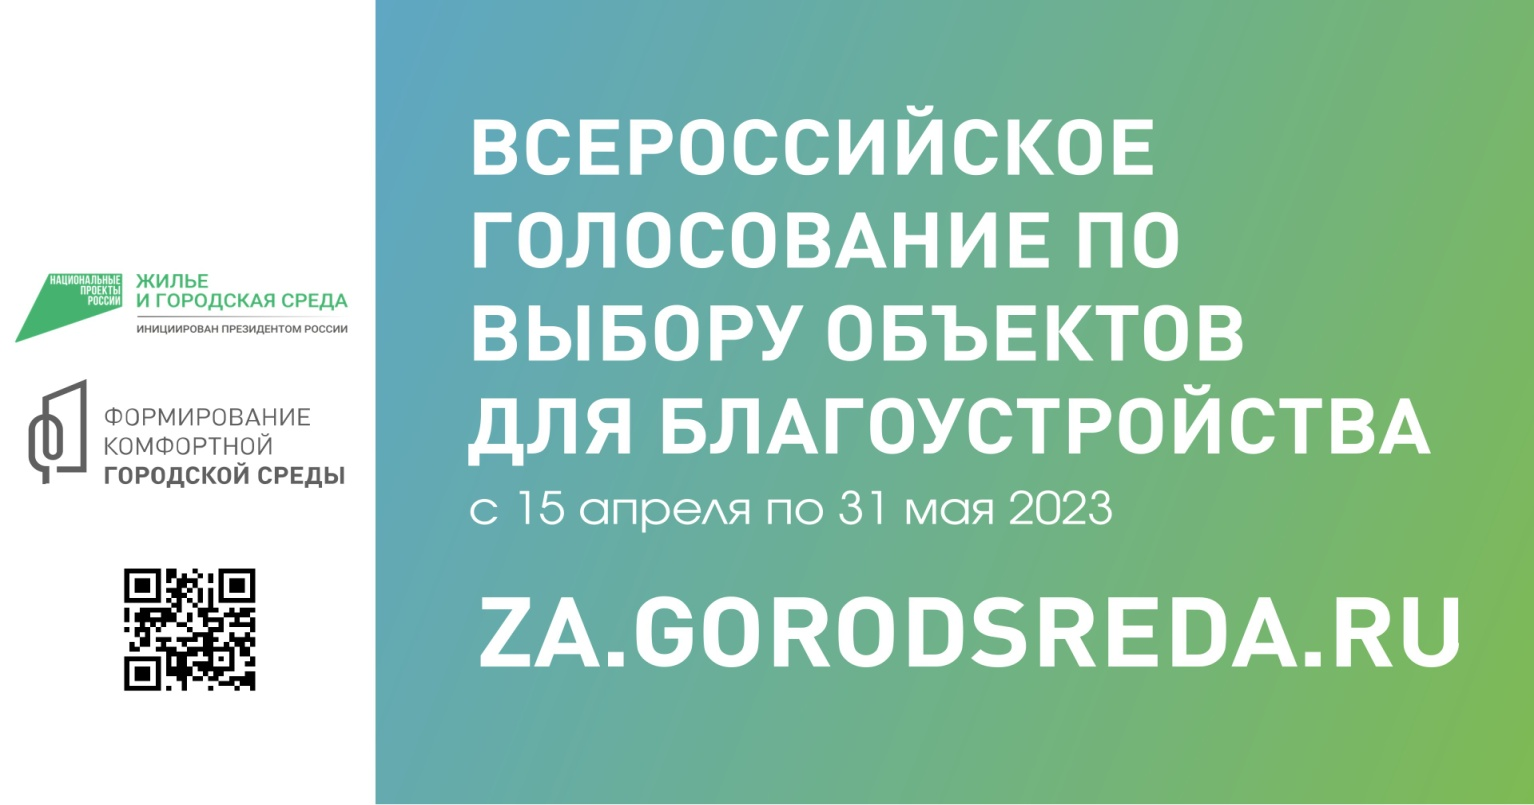 НАЦИОНАЛЬНЫЕ
ПРОЕКТЫ
РОССИИ
ЖИЛЬЕ
И ГОРОДСКАЯ СРЕДА
ИНИЦИИРОВАН ПРЕЗИДЕНТОМ РОССИИ
ФОРМИРОВАНИЕ
КОМФОРТНОЙ
ГОРОДСКОЙ СРЕДЫ
ВСЕРОССИЙСКОЕ
ГОЛОСОВАНИЕ ПО
ВЫБОРУ ОБЪЕКТОВ
ДЛЯ БЛАГОУСТРОЙСТВА
с 15 апреля по 31 мая 2023
ZA.GORODSREDA.RU